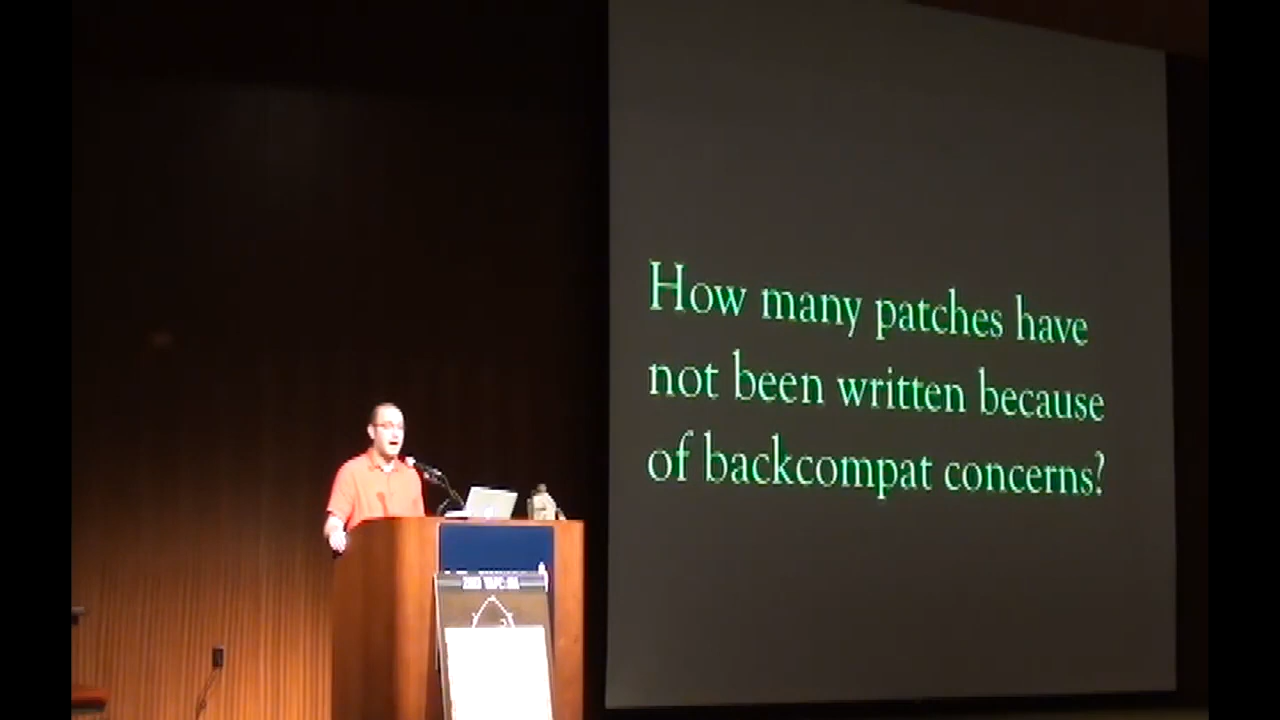 How many patches have
not been written because
of backcompat concerns?